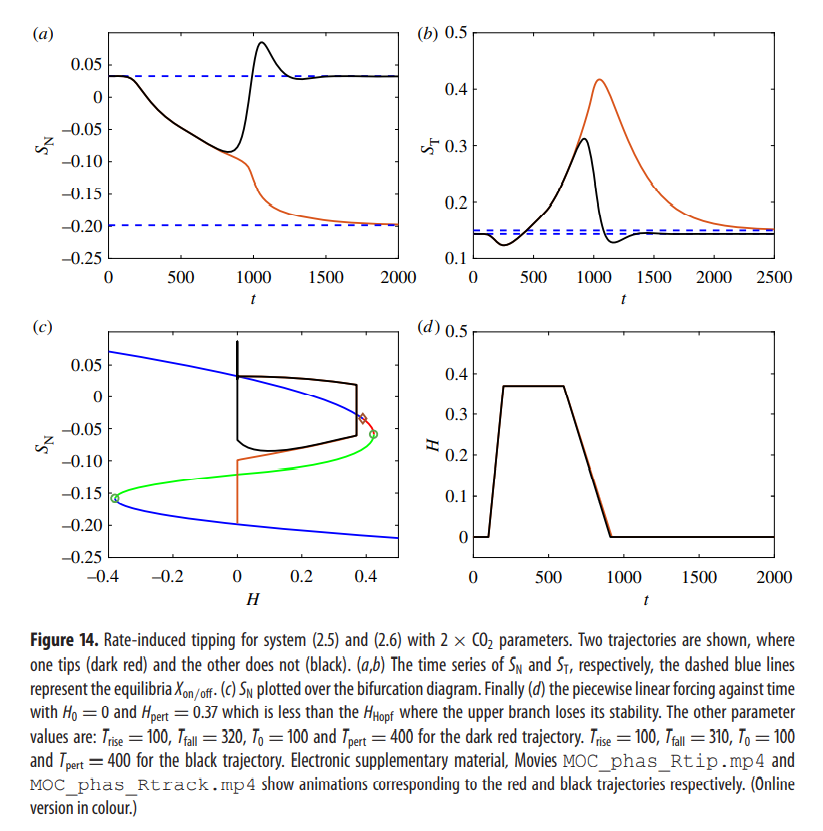 (a)
0.05
0
–0.05
–0.10
–0.15
–0.20
–0.25
S_N
0 500 1000 1500 2000
t
(b)
0.5
0.4
0.3
0.2
0.1
S_T
0 500 1000 1500 2000 2500
t
(c)
0.05
0
–0.05
–0.10
–0.15
–0.20
–0.25
S_N
–0.4 –0.2 0 0.2 0.4
H
(d)
0.5
0.4
0.3
0.2
0.1
0
H
0 500 1000 1500 2000
t
Figure 14. Rate-induced tipping for system (2.5) and (2.6) with 2 × CO₂ parameters. Two trajectories are shown, where
one tips (dark red) and the other does not (black). (a,b) The time series of S_N and S_T, respectively, the dashed blue lines
represent the equilibria X_on/off. (c) S_N plotted over the bifurcation diagram. Finally (d) the piecewise linear forcing against time
with H₀ = 0 and H_pert = 0.37 which is less than the H_Hopf where the upper branch loses its stability. The other parameter
values are: T_rise = 100, T_fall = 320, T₀ = 100 and T_pert = 400 for the dark red trajectory. T_rise = 100, T_fall = 310, T₀ = 100
and T_pert = 400 for the black trajectory. Electronic supplementary material, Movies MOC_phas_Rtip.mp4 and
MOC_phas_Rtrack.mp4 show animations corresponding to the red and black trajectories respectively. (Online
version in colour.)